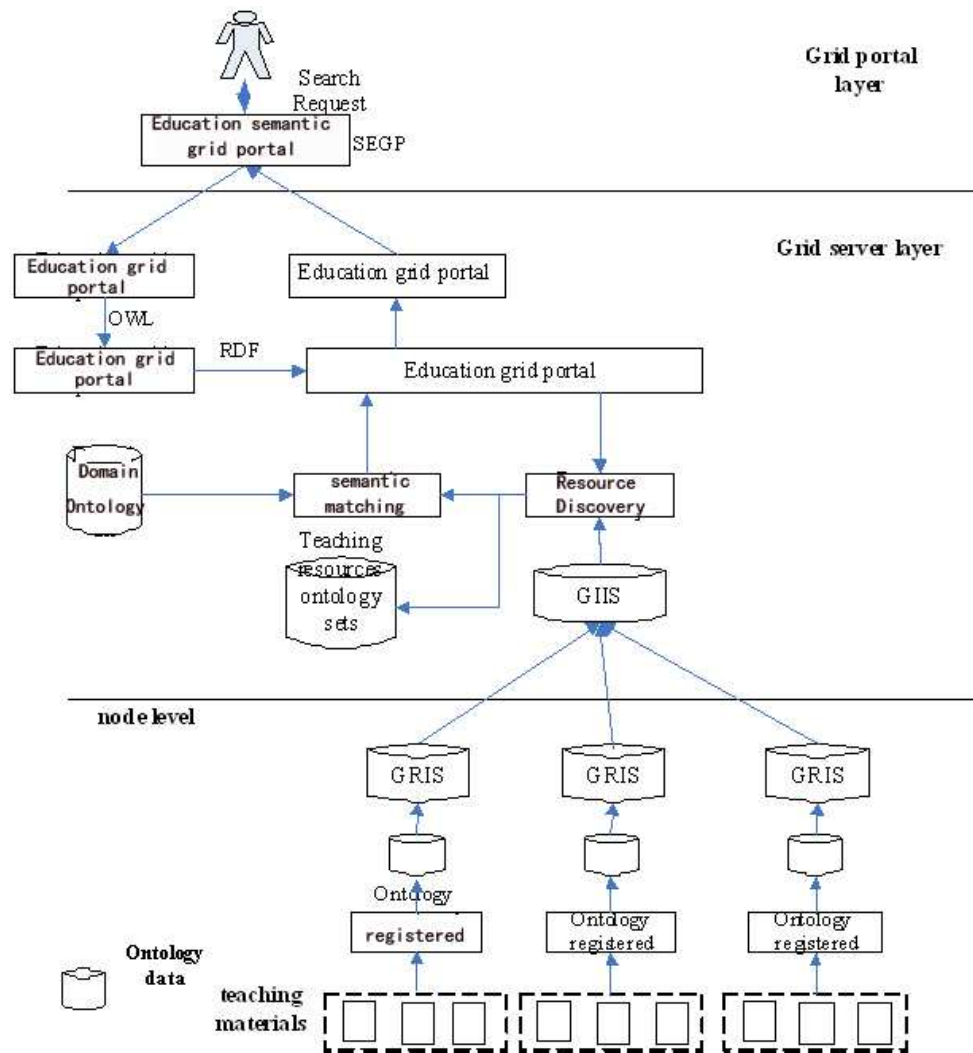 Grid portal
layer
Search
Request
Education semantic
grid portal
SEGP
Grid server layer
Education grid
portal
Education grid portal
OWL
Education grid
portal
RDF
Education grid portal
Domain
Ontology
semantic
matching
Resource
Discovery
Teaching
resources
ontology
sets
GIIS
node level
GRIS
GRIS
GRIS
Ontology
registered
Ontology
registered
Ontology
registered
Ontology
data
teaching
materials